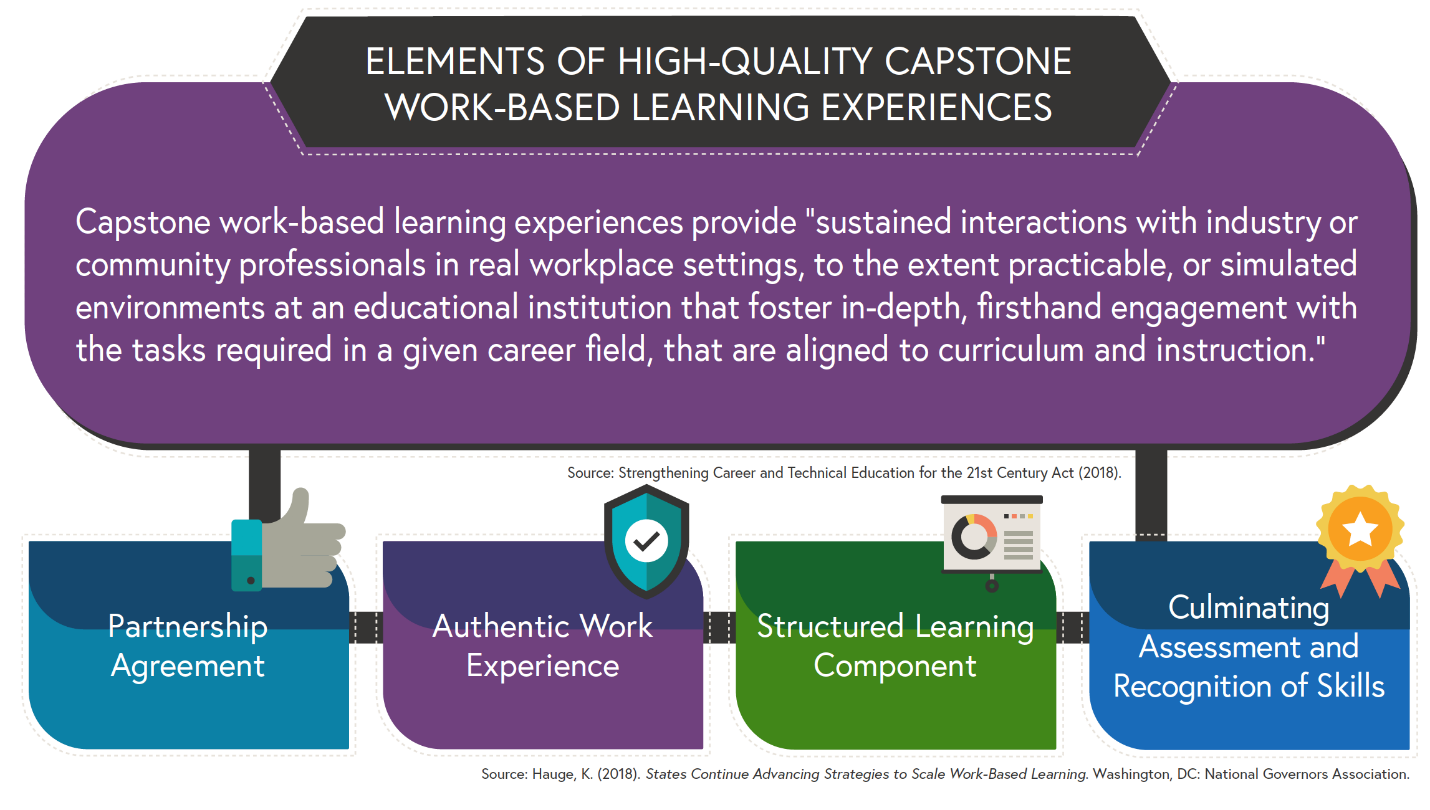 ELEMENTS OF HIGH-QUALITY CAPSTONE
WORK-BASED LEARNING EXPERIENCES
Capstone work-based learning experiences provide "sustained interactions with industry or
community professionals in real workplace settings, to the extent practicable, or simulated
environments at an educational institution that foster in-depth, firsthand engagement with
the tasks required in a given career field, that are aligned to curriculum and instruction."
Source: Strengthening Career and Technical Education for the 21st Century Act (2018).
Partnership
Agreement
Authentic Work
Experience
Structured Learning
Component
Culminating
Assessment and
Recognition of Skills
Source: Hauge, K. (2018). States Continue Advancing Strategies to Scale Work-Based Learning. Washington, DC: National Governors Association.